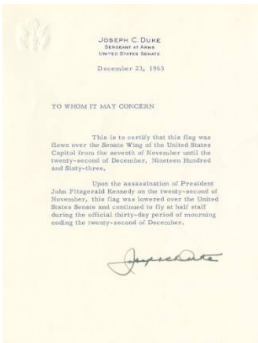 JOSEPH C. DUKE
SERGEANT AT ARMS
UNITED STATES SENATE
December 23, 1963
TO WHOM IT MAY CONCERN
This is to certify that this flag was
flown over the Senate Wing of the United States
Capitol from the seventh of November until the
twenty-second of December, Nineteen Hundred
and Sixty-three.
Upon the assassination of President
John Fitzgerald Kennedy on the twenty-second of
November, this flag was lowered over the United
States Senate and continued to fly at half staff
during the official thirty-day period of mourning
ending the twenty-second of December.
Joseph C. Duke